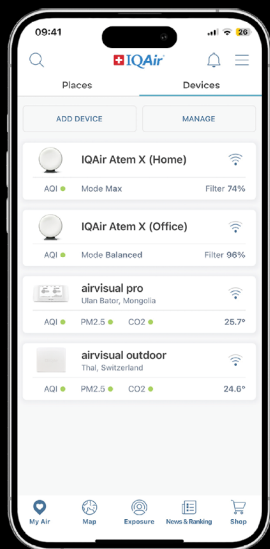 09:41
26
IQAir
Places Devices
ADD DEVICE MANAGE
IQAir Atem X (Home)
AQI Mode Max Filter 74%
IQAir Atem X (Office)
AQI Mode Balanced Filter 96%
airvisual pro
Ulan Bator, Mongolia
AQI PM2.5 CO2 25.7°
airvisual outdoor
Thal, Switzerland
AQI PM2.5 CO2 24.6°
My Air Map Exposure News & Ranking Shop